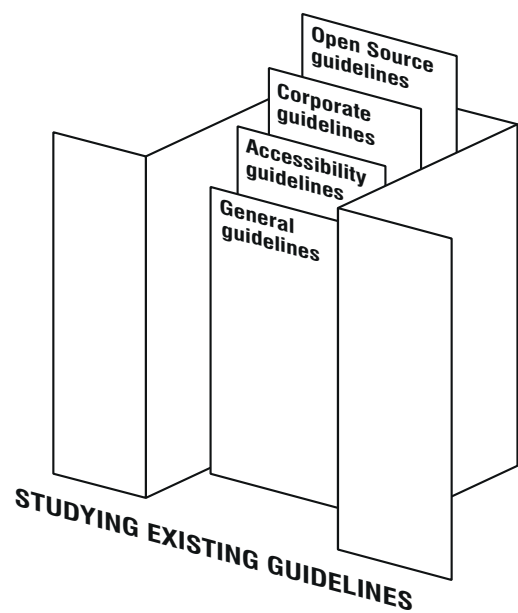 Open Source
guidelines
Corporate
guidelines
Accessibility
guidelines
General
guidelines
STUDYING EXISTING GUIDELINES